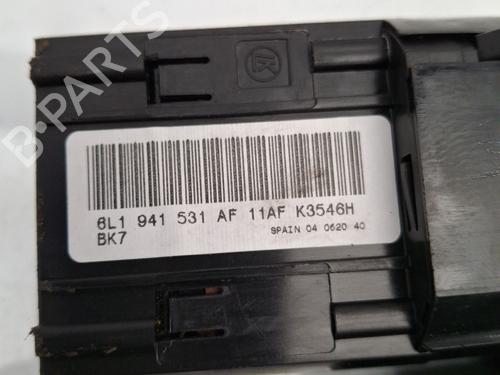 6L1 941 531 AF 11AF K3546H
BK7
SPAIN 04 0620 40
B-PARTS